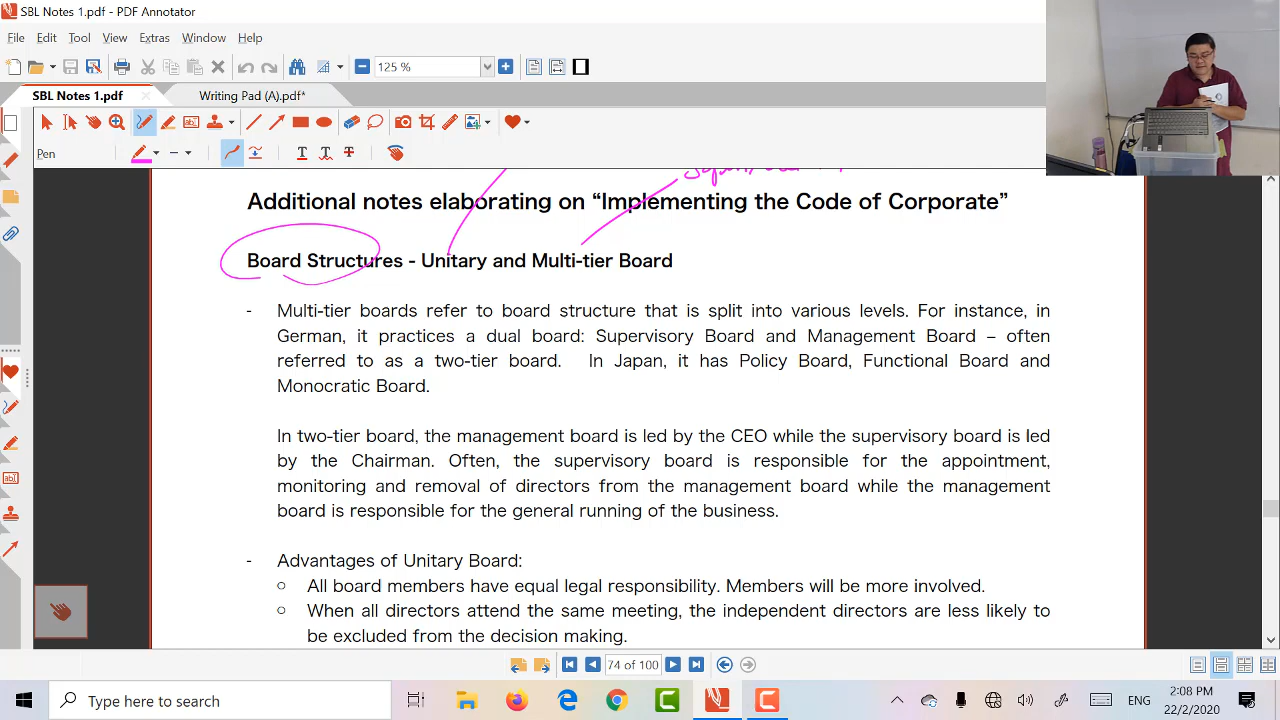 SBL Notes 1.pdf - PDF Annotator
File Edit Tool View Extras Window Help
125 %
SBL Notes 1.pdf
Writing Pad (A).pdf*
Pen
Additional notes elaborating on “Implementing the Code of Corporate”
Board Structures - Unitary and Multi-tier Board
- Multi-tier boards refer to board structure that is split into various levels. For instance, in
German, it practices a dual board: Supervisory Board and Management Board – often
referred to as a two-tier board. In Japan, it has Policy Board, Functional Board and
Monocratic Board.
In two-tier board, the management board is led by the CEO while the supervisory board is led
by the Chairman. Often, the supervisory board is responsible for the appointment,
monitoring and removal of directors from the management board while the management
board is responsible for the general running of the business.
- Advantages of Unitary Board:
○ All board members have equal legal responsibility. Members will be more involved.
○ When all directors attend the same meeting, the independent directors are less likely to
be excluded from the decision making.
74 of 100
Type here to search
ENG
2:08 PM
22/2/2020